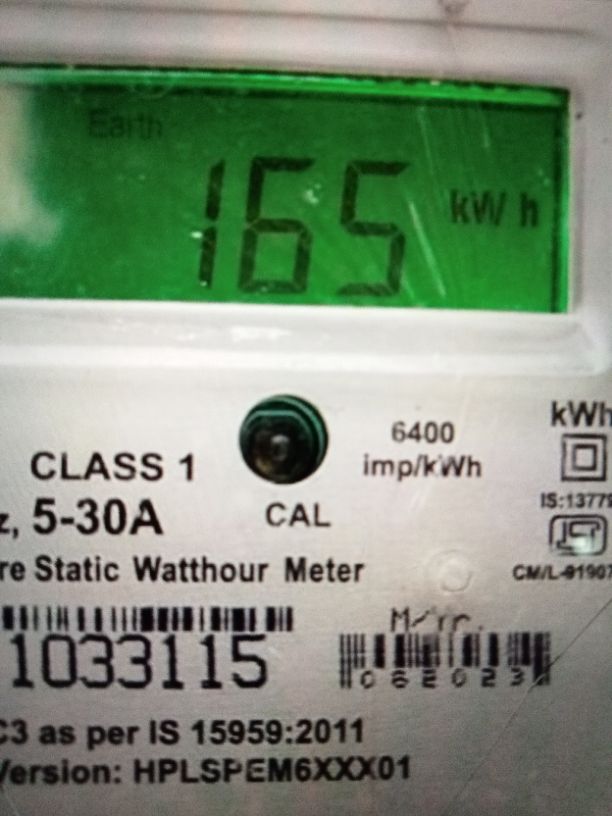 Earth
165 kW h
kWh
6400
imp/kWh
CLASS 1
IS:13779
z, 5-30A
CAL
re Static Watthour Meter
CM/L-91907
M/Yr.
1033115
062023
C3 as per IS 15959:2011
Version: HPLSPEM6XXX01